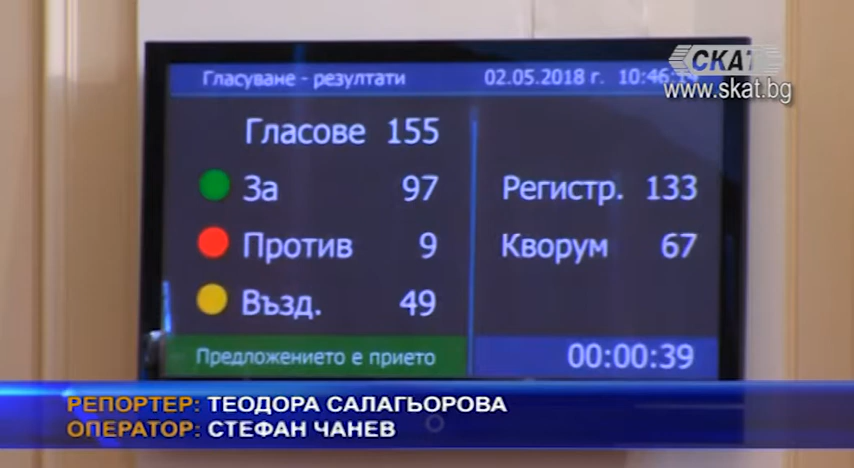 СКАТ
www.skat.bg
Гласуване - резултати 02.05.2018 г.
Гласове 155
За 97
Регистр. 133
Против 9
Кворум 67
Възд. 49
Предложението е прието
00:00:39
РЕПОРТЕР: ТЕОДОРА САЛАГЬОРОВА
ОПЕРАТОР: СТЕФАН ЧАНЕВ